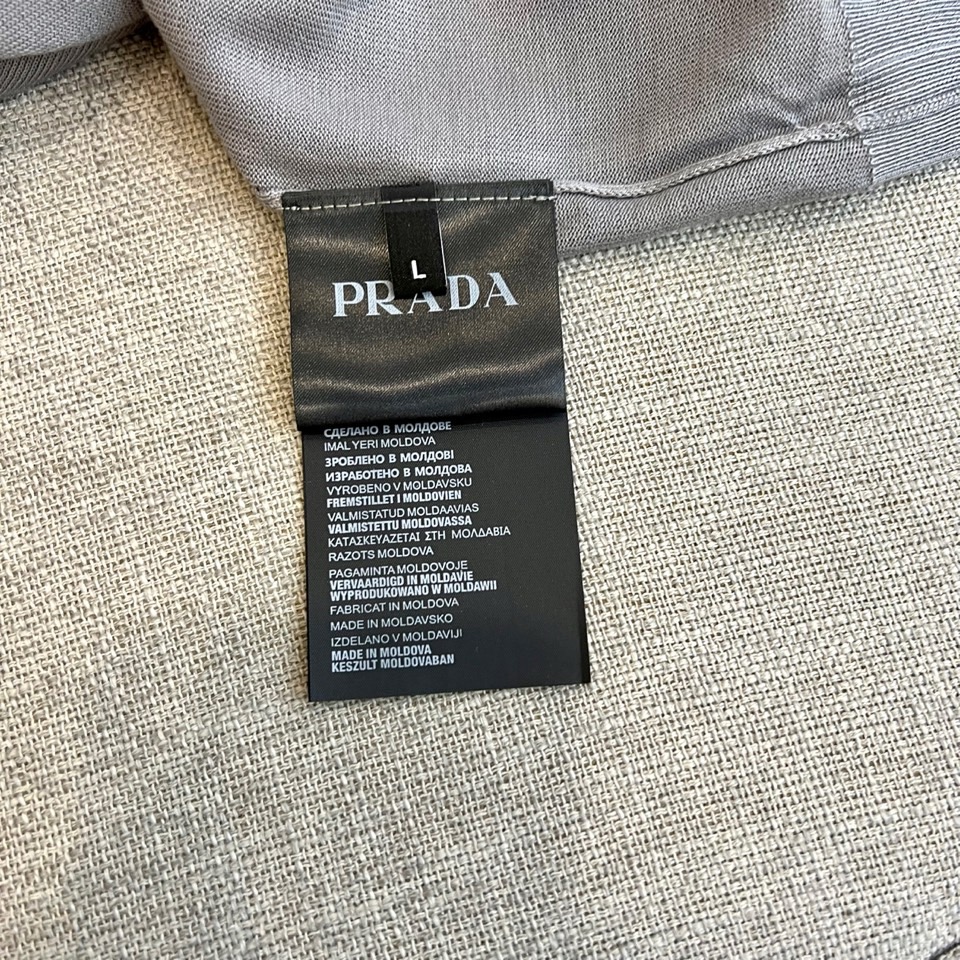 L
PRADA
СДЕЛАНО В МОЛДОВЕ
IMAL YERI MOLDOVA
ЗРОБЛЕНО В МОЛДОВІ
ИЗРАБОТЕНО В МОЛДОВА
VYROBENO V MOLDAVSKU
FREMSTILLET I MOLDOVIEN
VALMISTATUD MOLDAAVIAS
VALMISTETTU MOLDOVASSA
ΚΑΤΑΣΚΕΥΑΖΕΤΑΙ ΣΤΗ ΜΟΛΔΑΒΙΑ
RAZOTS MOLDOVA
PAGAMINTA MOLDOVOJE
VERVAARDIGD IN MOLDAVIE
WYPRODUKOWANO W MOLDAWII
FABRICAT IN MOLDOVA
MADE IN MOLDAVSKO
IZDELANO V MOLDAVIJI
MADE IN MOLDOVA
KESZULT MOLDOVABAN